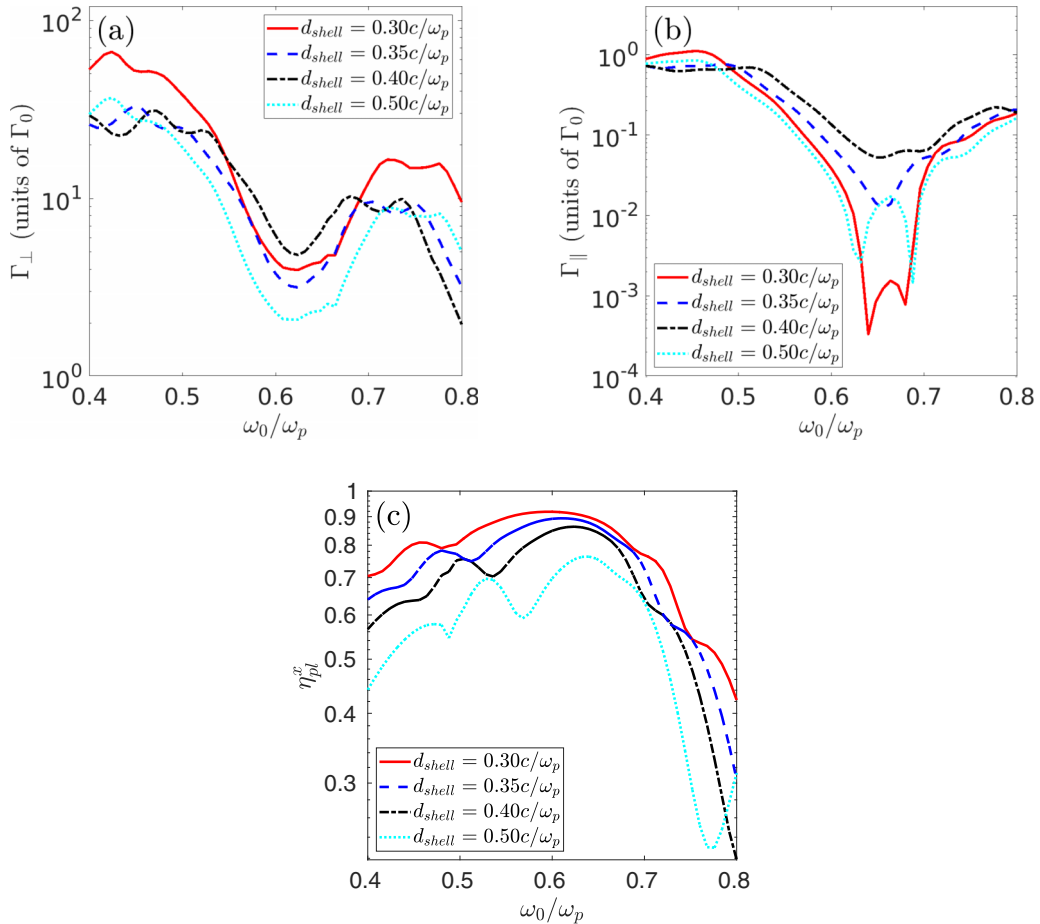 (a)
d_shell = 0.30c/ω_p
d_shell = 0.35c/ω_p
d_shell = 0.40c/ω_p
d_shell = 0.50c/ω_p
10^2
10^1
10^0
Γ_⊥ (units of Γ_0)
0.4 0.5 0.6 0.7 0.8
ω_0/ω_p
(b)
10^0
10^-1
10^-2
10^-3
10^-4
Γ_∥ (units of Γ_0)
d_shell = 0.30c/ω_p
d_shell = 0.35c/ω_p
d_shell = 0.40c/ω_p
d_shell = 0.50c/ω_p
0.4 0.5 0.6 0.7 0.8
ω_0/ω_p
(c)
1
0.9
0.8
0.7
0.6
0.5
0.4
0.3
η^x_pl
d_shell = 0.30c/ω_p
d_shell = 0.35c/ω_p
d_shell = 0.40c/ω_p
d_shell = 0.50c/ω_p
0.4 0.5 0.6 0.7 0.8
ω_0/ω_p